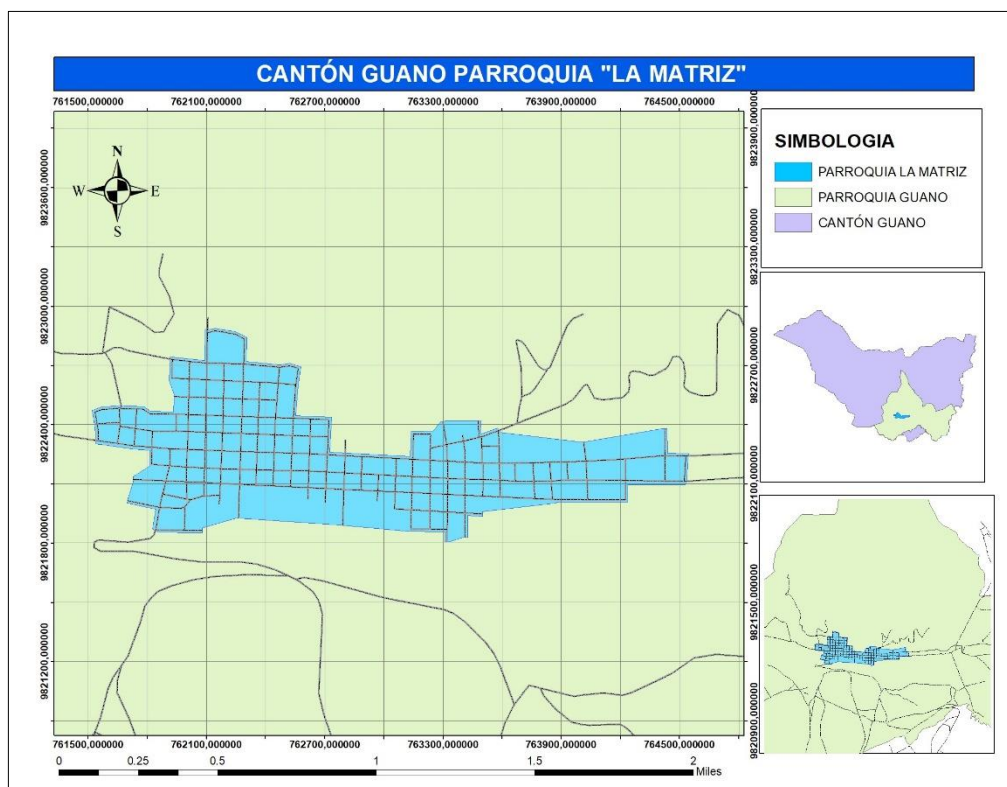 CANTÓN GUANO PARROQUIA "LA MATRIZ"
761500,000000 762100,000000 762700,000000 763300,000000 763900,000000 764500,000000
N
W E
S
9823600,000000
9823000,000000
9822400,000000
9821800,000000
9821200,000000
9823900,000000
9823300,000000
9822700,000000
9822100,000000
9821500,000000
9820900,000000
SIMBOLOGIA
PARROQUIA LA MATRIZ
PARROQUIA GUANO
CANTÓN GUANO
761500,000000 762100,000000 762700,000000 763300,000000 763900,000000 764500,000000
0 0.25 0.5 1 1.5 2
Miles